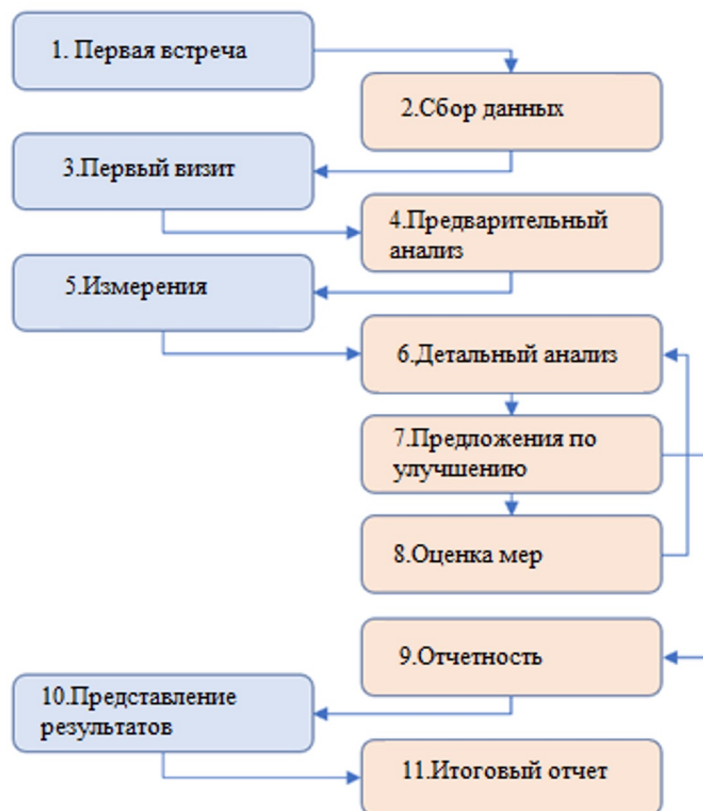 1. Первая встреча
2.Сбор данных
3.Первый визит
4.Предварительный
анализ
5.Измерения
6.Детальный анализ
7.Предложения по
улучшению
8.Оценка мер
9.Отчетность
10.Представление
результатов
11.Итоговый отчет